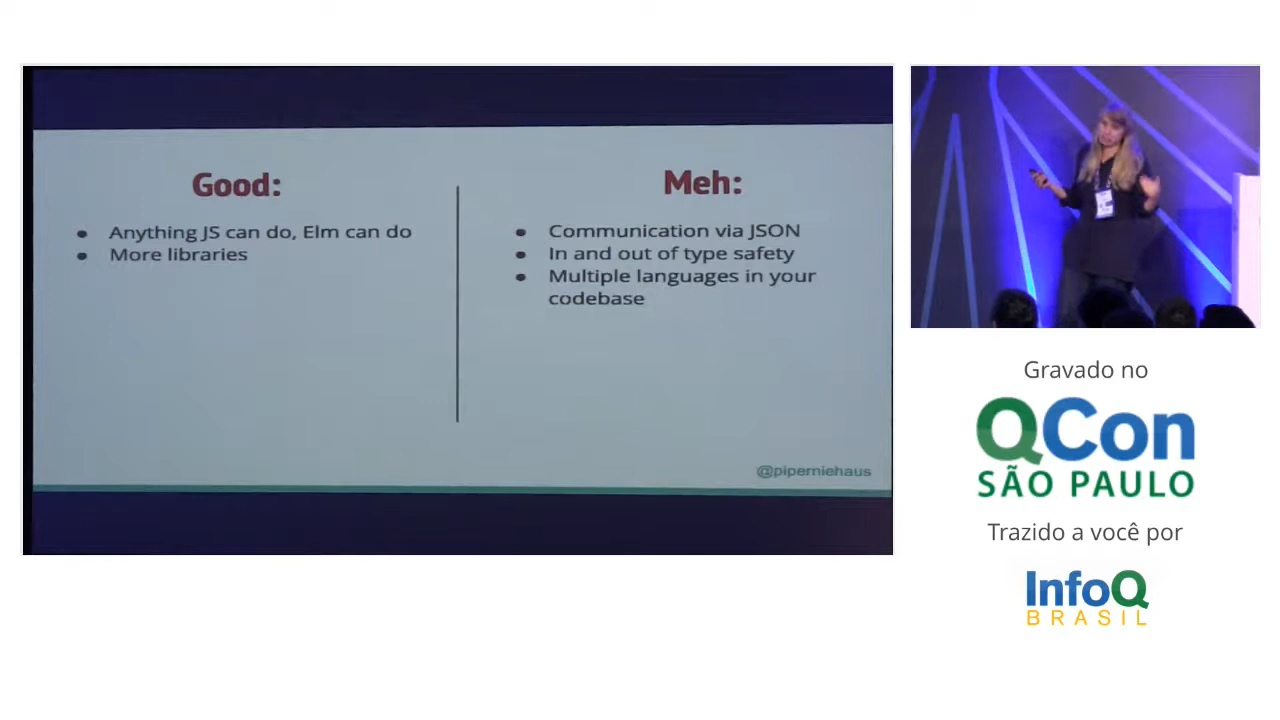 Good:
Anything JS can do, Elm can do
More libraries
Meh:
Communication via JSON
In and out of type safety
Multiple languages in your
codebase
@piperniehaus
Gravado no
QCon
SÃO PAULO
Trazido a você por
InfoQ
BRASIL